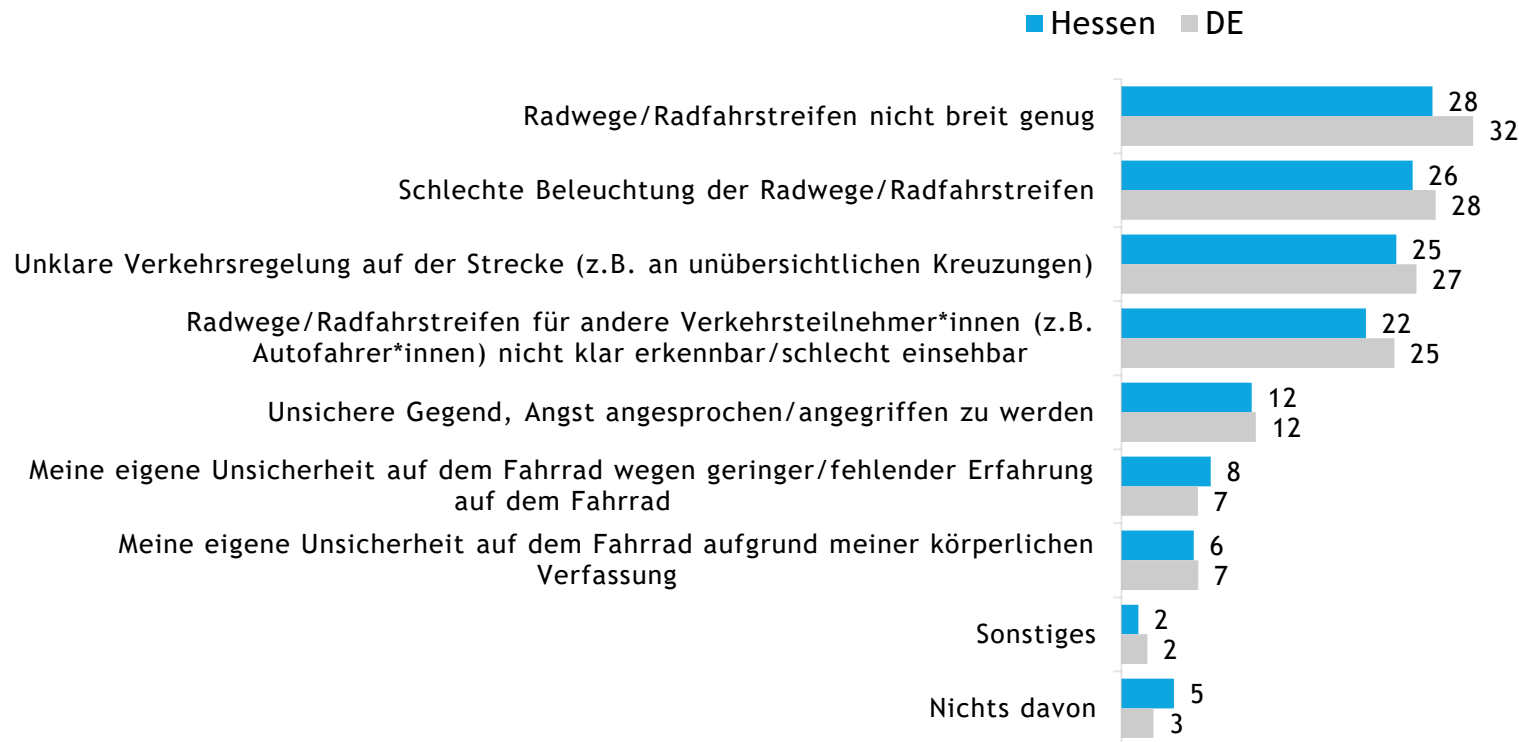 Hessen DE
Radwege/Radfahrstreifen nicht breit genug
28
32
Schlechte Beleuchtung der Radwege/Radfahrstreifen
26
28
Unklare Verkehrsregelung auf der Strecke (z.B. an unübersichtlichen Kreuzungen)
25
27
Radwege/Radfahrstreifen für andere Verkehrsteilnehmer*innen (z.B.
Autofahrer*innen) nicht klar erkennbar/schlecht einsehbar
22
25
Unsichere Gegend, Angst angesprochen/angegriffen zu werden
12
12
Meine eigene Unsicherheit auf dem Fahrrad wegen geringer/fehlender Erfahrung
auf dem Fahrrad
8
7
Meine eigene Unsicherheit auf dem Fahrrad aufgrund meiner körperlichen
Verfassung
6
7
Sonstiges
2
2
Nichts davon
5
3